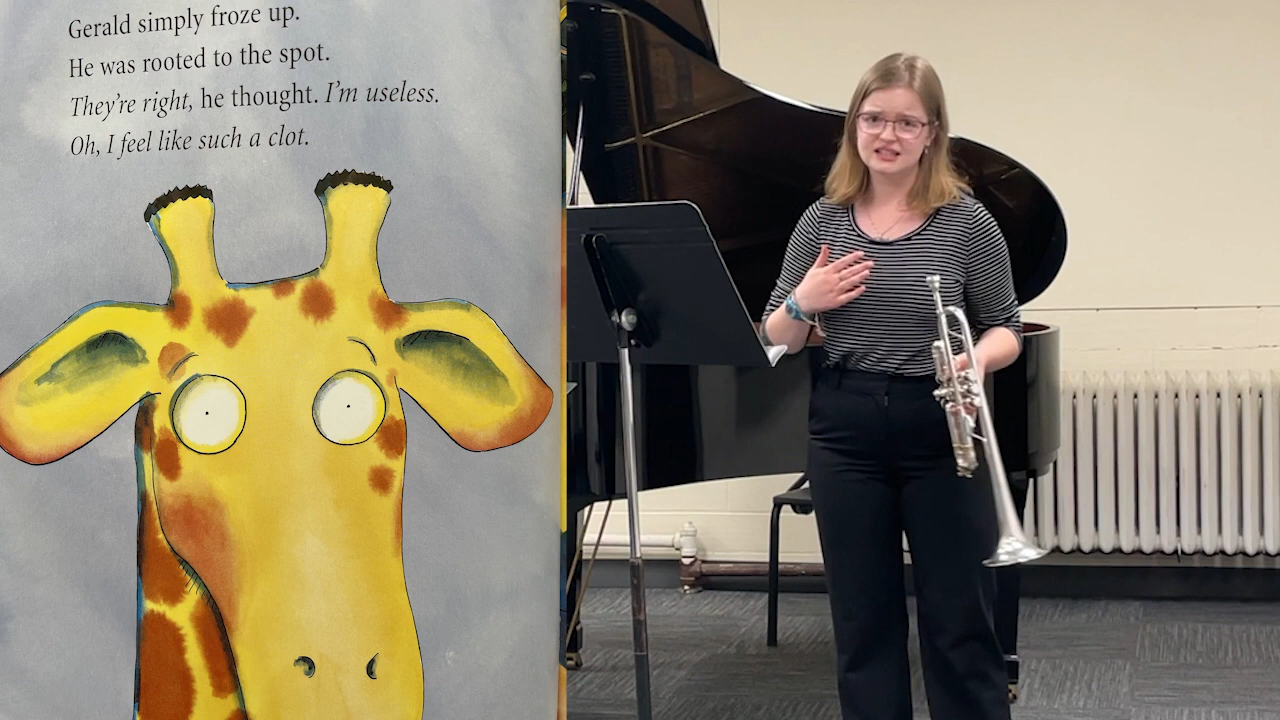 Gerald simply froze up.
He was rooted to the spot.
They're right, he thought. I'm useless.
Oh, I feel like such a clot.